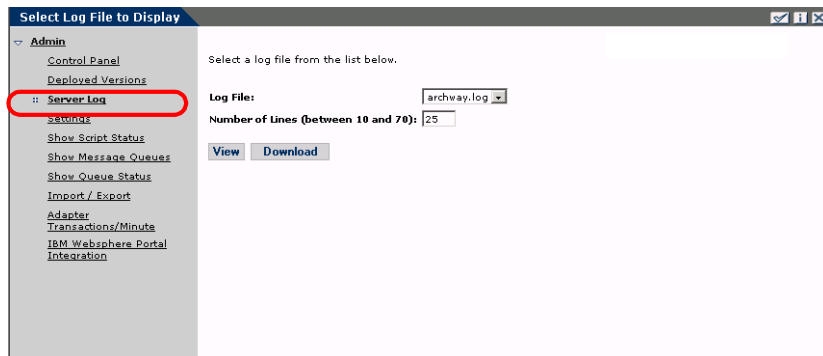 Select Log File to Display
Admin
Control Panel
Deployed Versions
Server Log
Settings
Show Script Status
Show Message Queues
Show Queue Status
Import / Export
Adapter
Transactions/Minute
IBM Websphere Portal
Integration
Select a log file from the list below.
Log File: archway.log
Number of Lines (between 10 and 70): 25
View Download